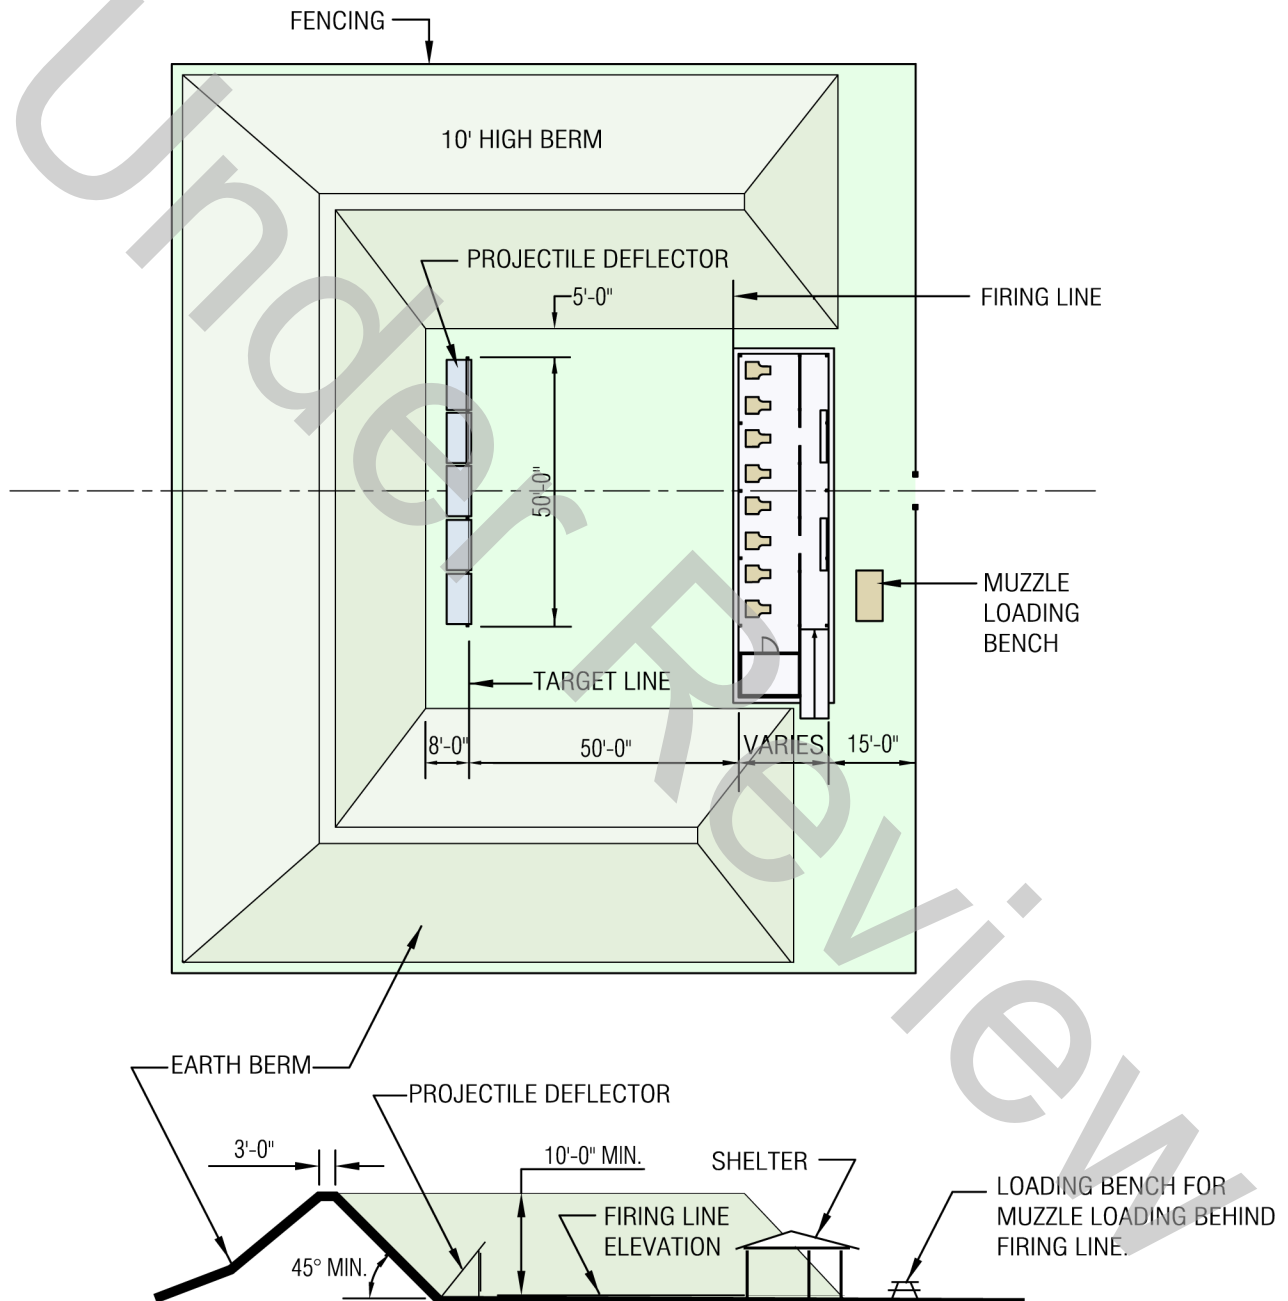 FENCING
10' HIGH BERM
PROJECTILE DEFLECTOR
5'-0"
FIRING LINE
50'-0"
MUZZLE
LOADING
BENCH
TARGET LINE
8'-0"
50'-0"
VARIES
15'-0"
EARTH BERM
PROJECTILE DEFLECTOR
3'-0"
10'-0" MIN.
SHELTER
FIRING LINE
ELEVATION
LOADING BENCH FOR
MUZZLE LOADING BEHIND
FIRING LINE.
45° MIN.
Under Review